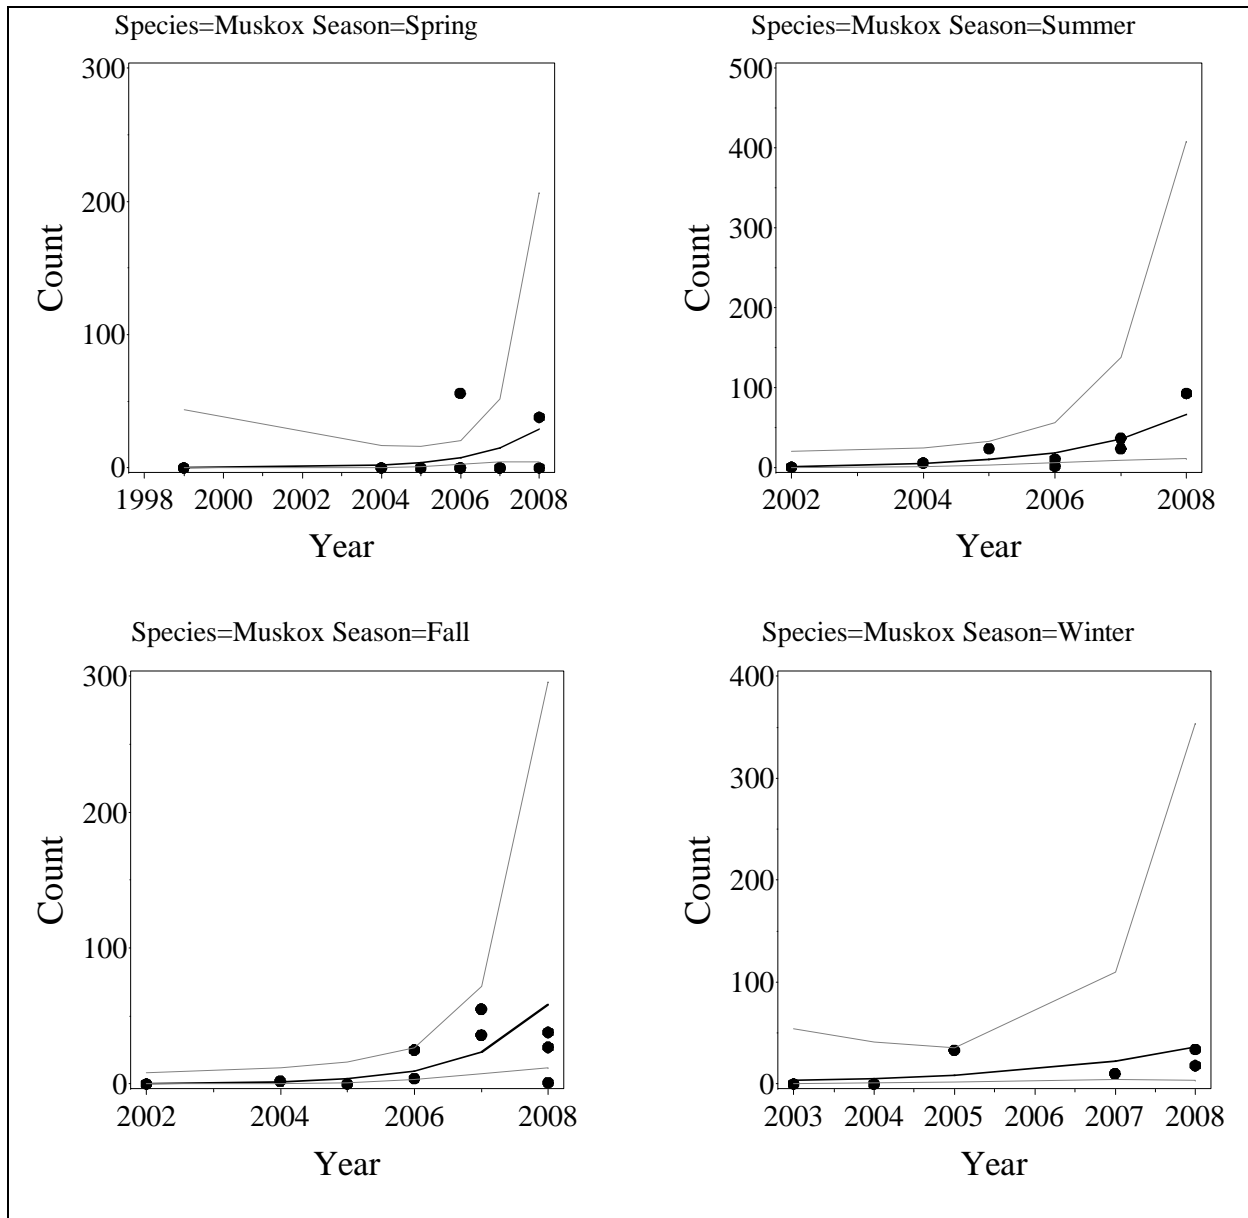 Species=Muskox Season=Spring
300
200
100
0
Count
1998 2000 2002 2004 2006 2008
Year
Species=Muskox Season=Summer
500
400
300
200
100
0
Count
2002 2004 2006 2008
Year
Species=Muskox Season=Fall
300
200
100
0
Count
2002 2004 2006 2008
Year
Species=Muskox Season=Winter
400
300
200
100
0
Count
2003 2004 2005 2006 2007 2008
Year